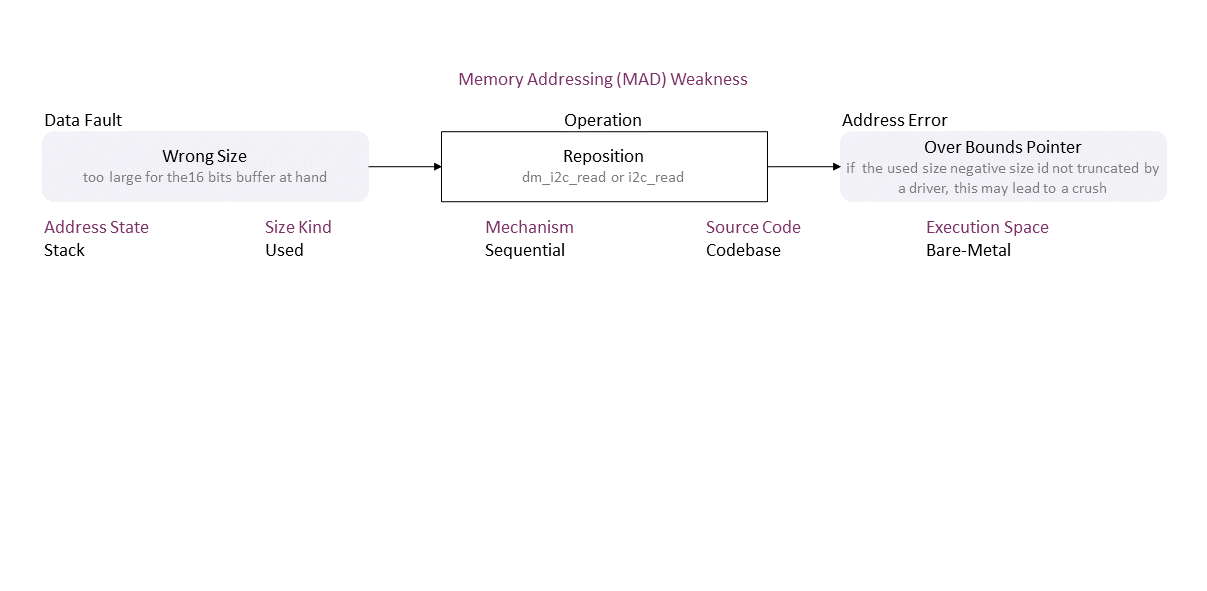 Memory Addressing (MAD) Weakness
Data Fault
Operation
Address Error
Wrong Size
too large for the16 bits buffer at hand
Reposition
dm_i2c_read or i2c_read
Over Bounds Pointer
if the used size negative size id not truncated by
a driver, this may lead to a crush
Address State
Size Kind
Mechanism
Source Code
Execution Space
Stack
Used
Sequential
Codebase
Bare-Metal